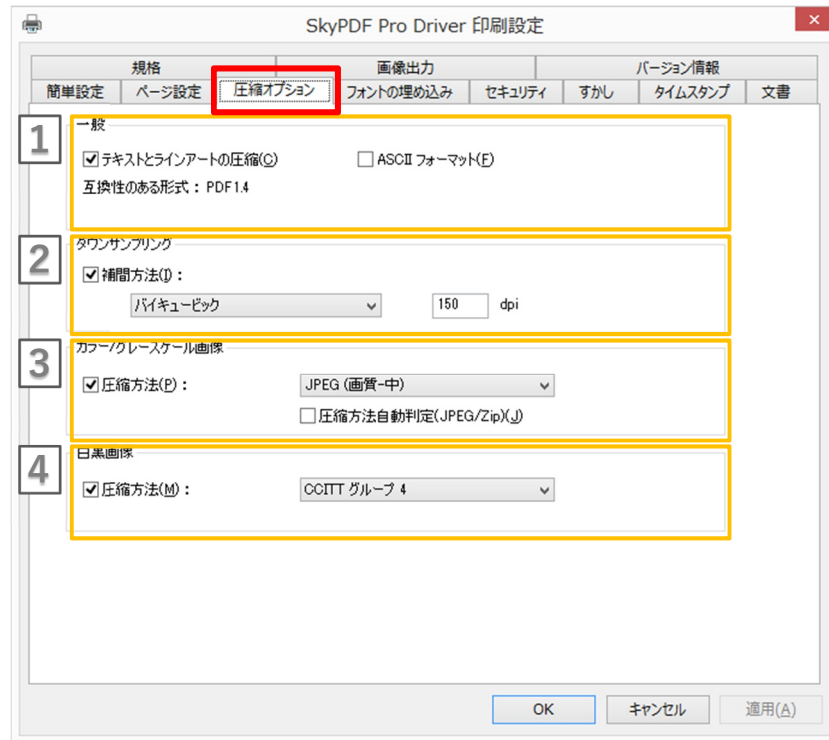 SkyPDF Pro Driver 印刷設定
規格 画像出力 バージョン情報
簡単設定 ページ設定 圧縮オプション フォントの埋め込み セキュリティ すかし タイムスタンプ 文書
1
一般
テキストとラインアートの圧縮(C) ASCII フォーマット(F)
互換性のある形式：PDF1.4
2
ダウンサンプリング
補間方法(I)：
バイキュービック 150 dpi
3
カラー/グレースケール画像
圧縮方法(P)： JPEG (画質-中)
圧縮方法自動判定(JPEG/Zip)(J)
4
白黒画像
圧縮方法(M)： CCITT グループ 4
OK キャンセル 適用(A)